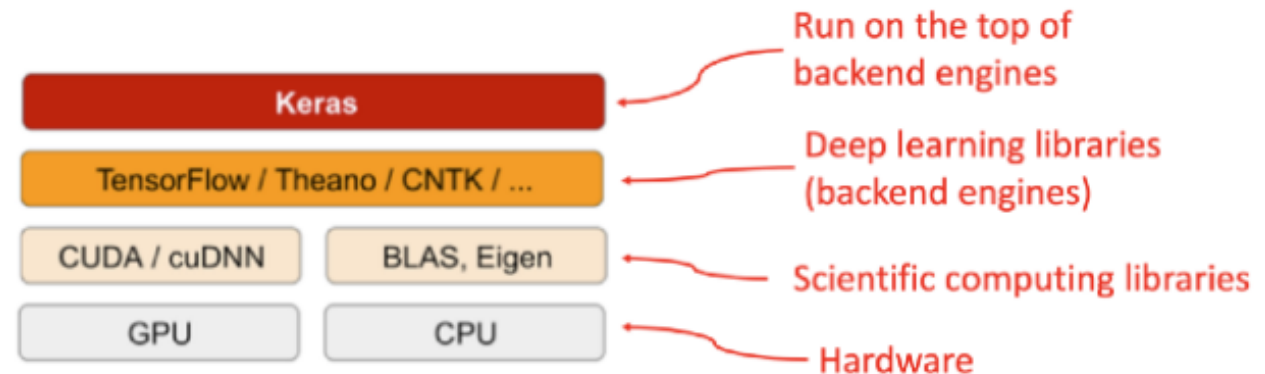 Keras
Run on the top of
backend engines
TensorFlow / Theano / CNTK / ...
Deep learning libraries
(backend engines)
CUDA / cuDNN
BLAS, Eigen
Scientific computing libraries
GPU
CPU
Hardware